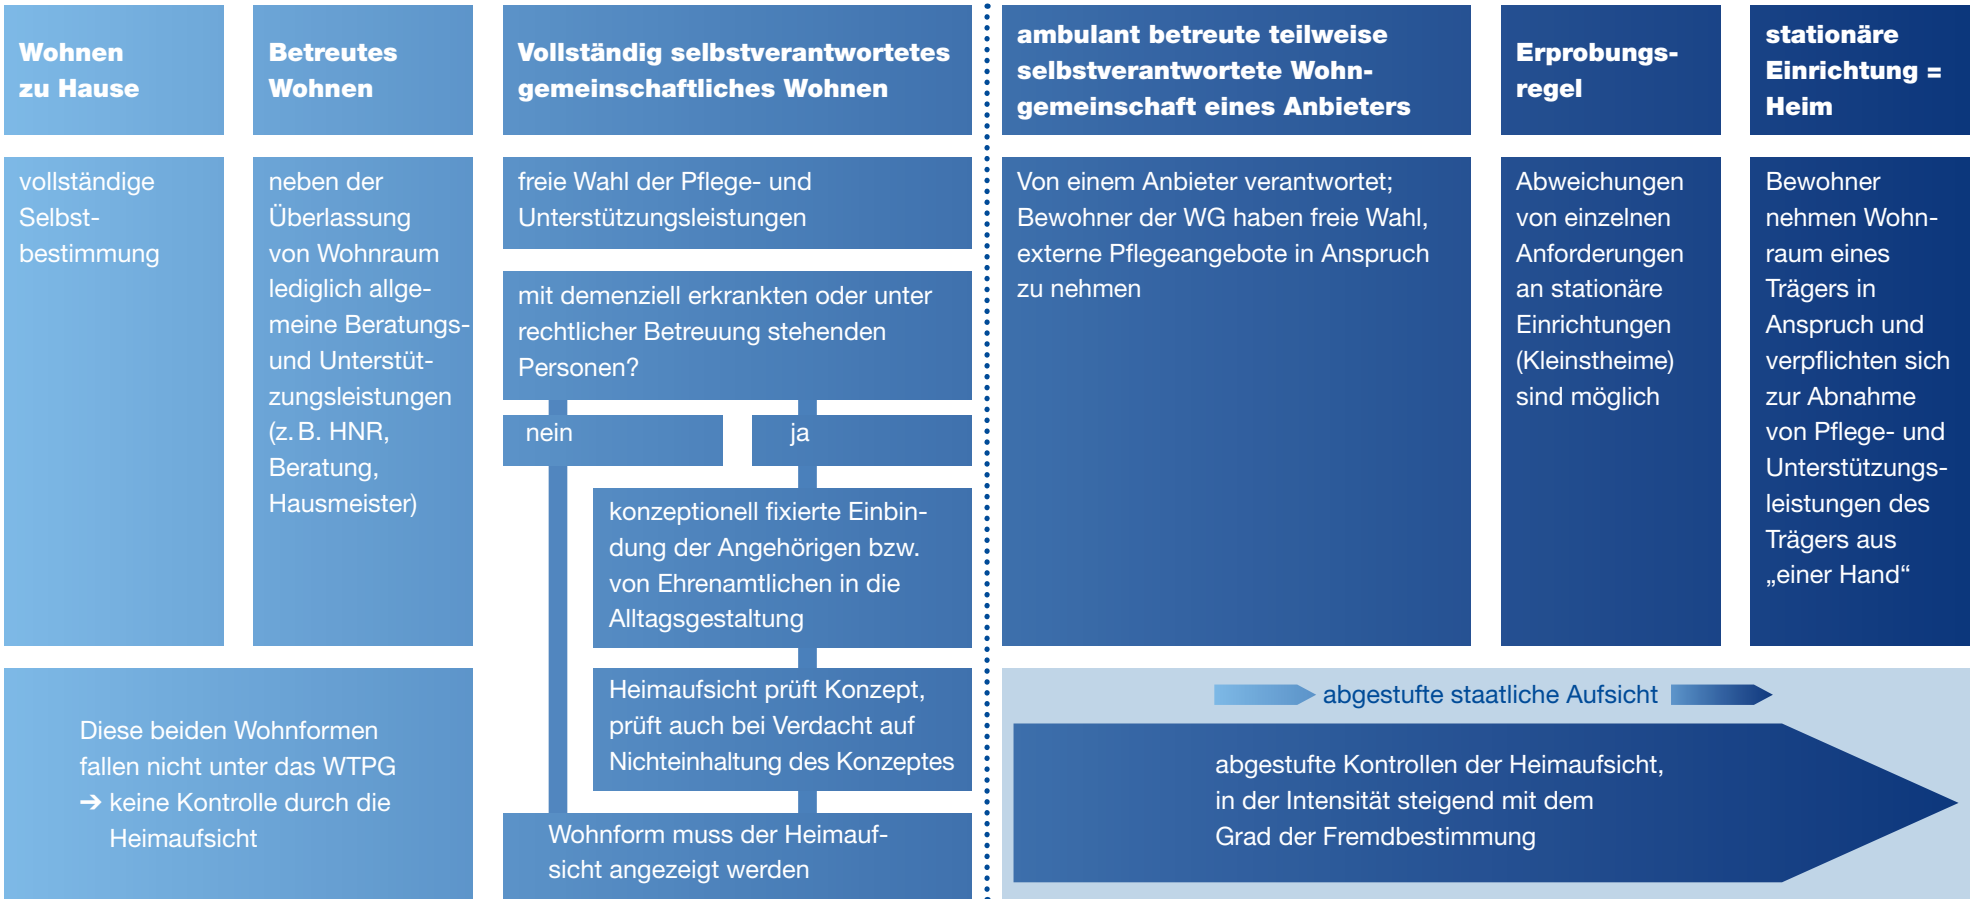 Wohnen
zu Hause
Betreutes
Wohnen
Vollständig selbstverantwortetes
gemeinschaftliches Wohnen
ambulant betreute teilweise
selbstverantwortete Wohn-
gemeinschaft eines Anbieters
Erprobungs-
regel
stationäre
Einrichtung =
Heim
vollständige
Selbst-
bestimmung
neben der
Überlassung
von Wohnraum
lediglich allge-
meine Beratungs-
und Unterstüt-
zungsleistungen
(z. B. HNR,
Beratung,
Hausmeister)
freie Wahl der Pflege- und
Unterstützungsleistungen
mit demenziell erkrankten oder unter
rechtlicher Betreuung stehenden
Personen?
nein
ja
konzeptionell fixierte Einbin-
dung der Angehörigen bzw.
von Ehrenamtlichen in die
Alltagsgestaltung
Heimaufsicht prüft Konzept,
prüft auch bei Verdacht auf
Nichteinhaltung des Konzeptes
Wohnform muss der Heimauf-
sicht angezeigt werden
Von einem Anbieter verantwortet;
Bewohner der WG haben freie Wahl,
externe Pflegeangebote in Anspruch
zu nehmen
Abweichungen
von einzelnen
Anforderungen
an stationäre
Einrichtungen
(Kleinstheime)
sind möglich
Bewohner
nehmen Wohn-
raum eines
Trägers in
Anspruch und
verpflichten sich
zur Abnahme
von Pflege- und
Unterstützungs-
leistungen des
Trägers aus
„einer Hand“
Diese beiden Wohnformen
fallen nicht unter das WTPG
➔ keine Kontrolle durch die
Heimaufsicht
abgestufte staatliche Aufsicht
abgestufte Kontrollen der Heimaufsicht,
in der Intensität steigend mit dem
Grad der Fremdbestimmung